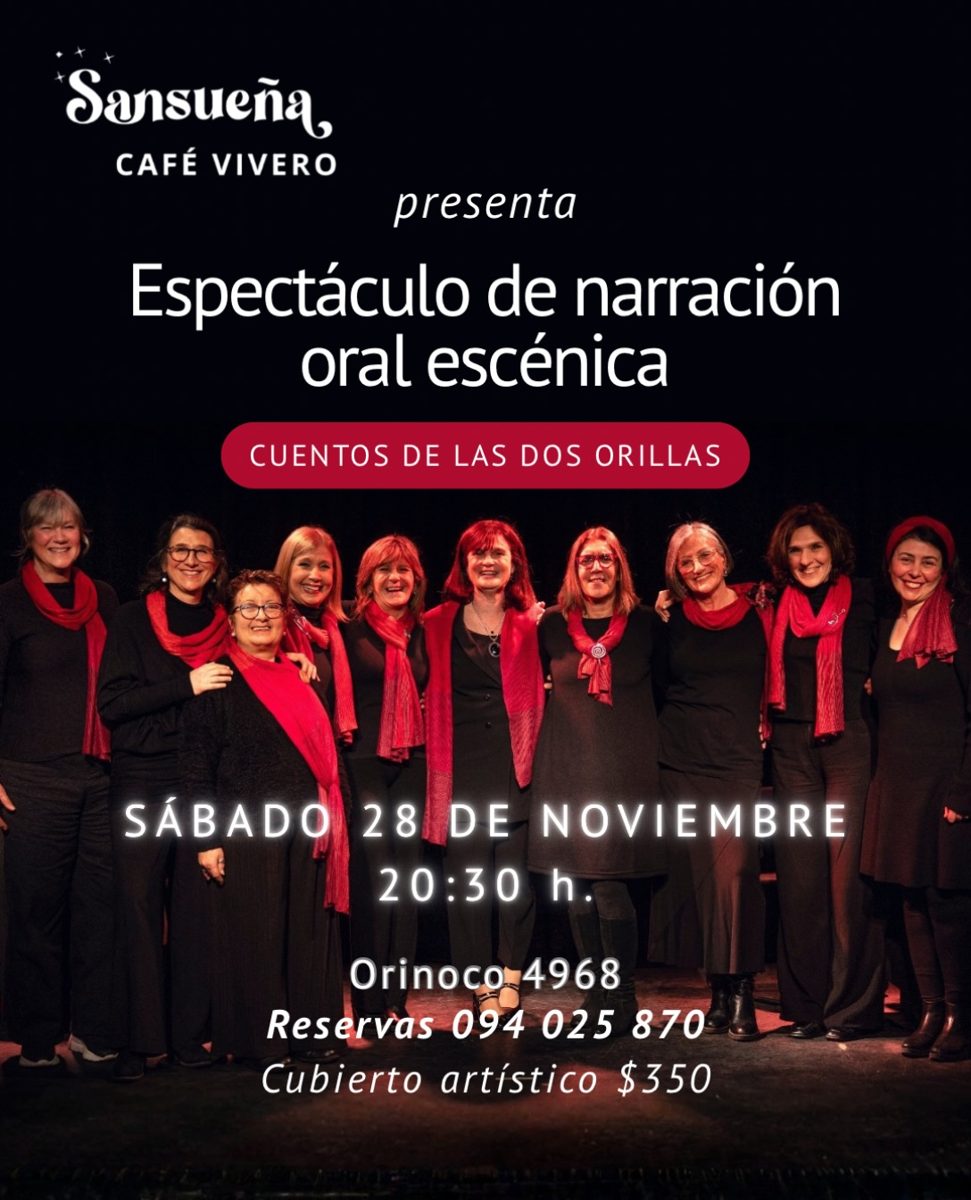 Sansueña
CAFÉ VIVERO
presenta
Espectáculo de narración
oral escénica
CUENTOS DE LAS DOS ORILLAS
SÁBADO 28 DE NOVIEMBRE
20:30 h.
Orinoco 4968
Reservas 094 025 870
Cubierto artístico $350